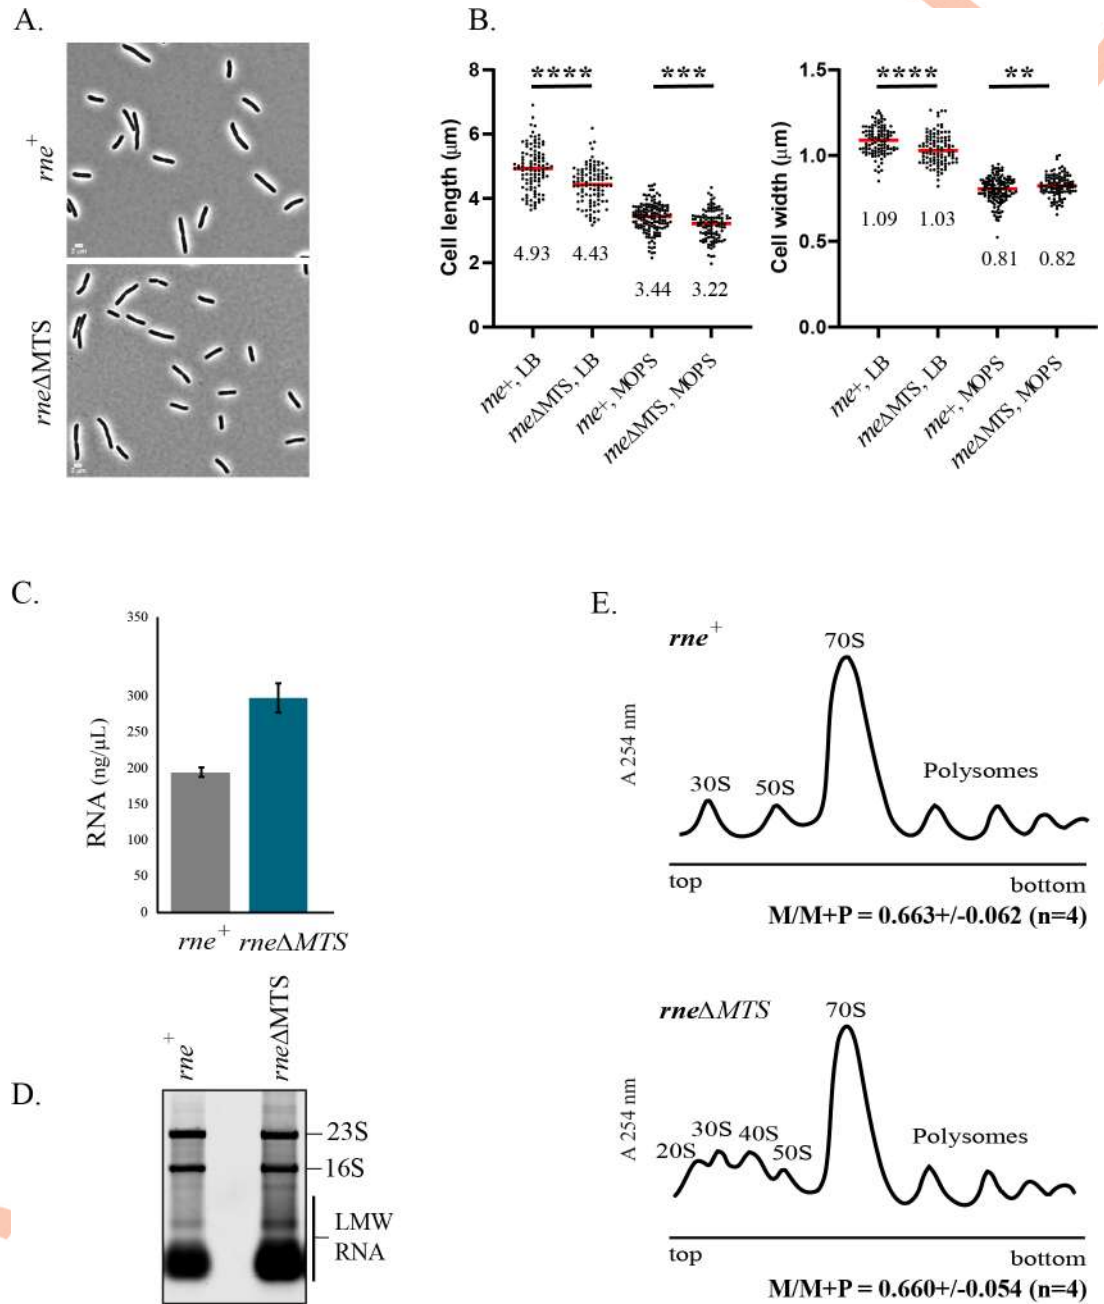 A.
rne+
2 μm
rneΔMTS
2 μm
B.
Cell length (μm)
8
6
4
2
0
****
***
4.93
4.43
3.44
3.22
rne+, LB
rneΔMTS, LB
rne+, MOPS
rneΔMTS, MOPS
Cell width (μm)
1.5
1.0
0.5
0.0
****
**
1.09
1.03
0.81
0.82
rne+, LB
rneΔMTS, LB
rne+, MOPS
rneΔMTS, MOPS
C.
RNA (ng/μL)
350
300
250
200
150
100
50
0
rne+
rneΔMTS
D.
rne+
rneΔMTS
23S
16S
LMW
RNA
E.
rne+
A 254 nm
30S
50S
70S
Polysomes
top
bottom
M/M+P = 0.663+/-0.062 (n=4)
rneΔMTS
A 254 nm
20S
30S
40S
50S
70S
Polysomes
top
bottom
M/M+P = 0.660+/-0.054 (n=4)